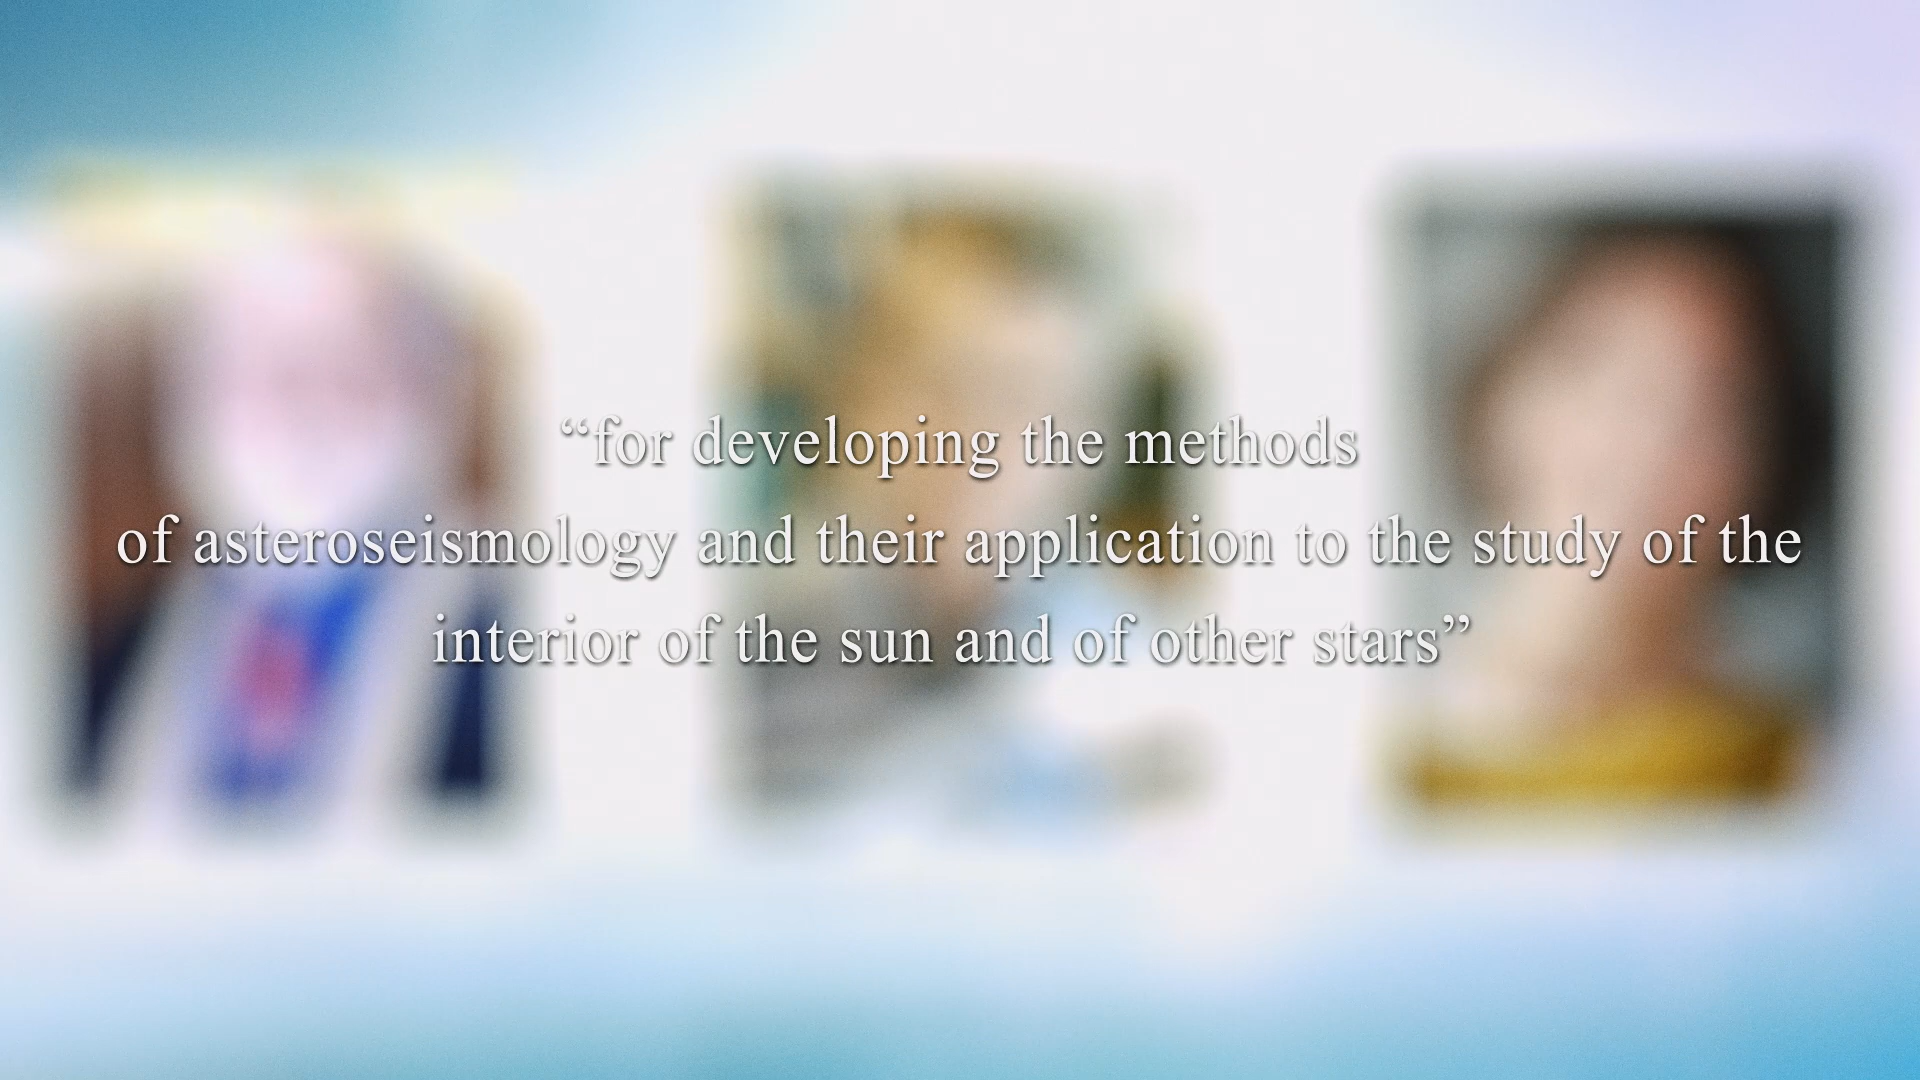 “for developing the methods
of asteroseismology and their application to the study of the
interior of the sun and of other stars”